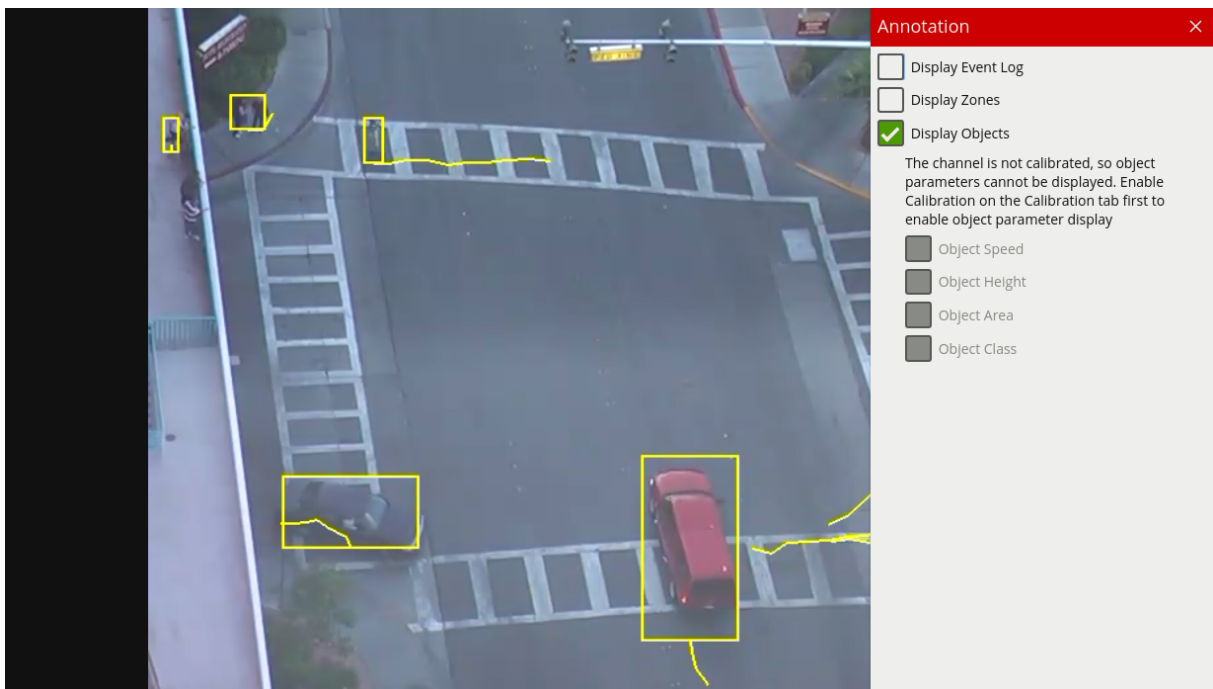 Annotation
Display Event Log
Display Zones
Display Objects
The channel is not calibrated, so object
parameters cannot be displayed. Enable
Calibration on the Calibration tab first to
enable object parameter display
Object Speed
Object Height
Object Area
Object Class